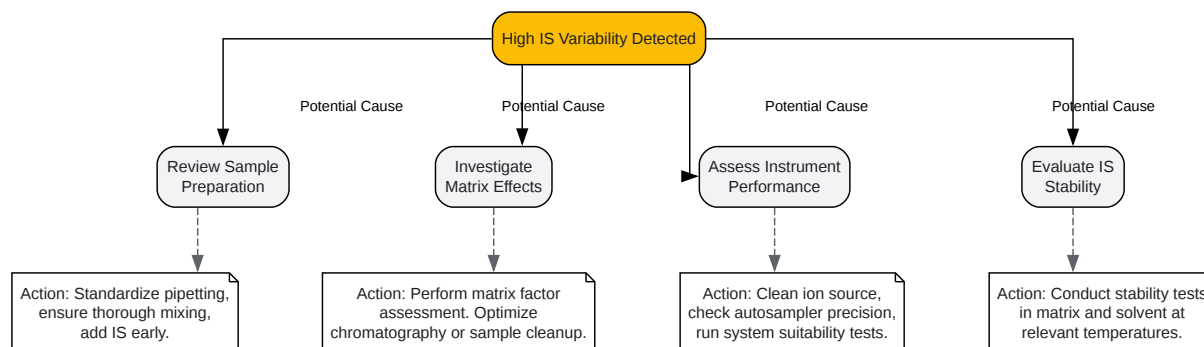 High IS Variability Detected
Potential Cause
Potential Cause
Potential Cause
Potential Cause
Review Sample
Preparation
Investigate
Matrix Effects
Assess Instrument
Performance
Evaluate IS
Stability
Action: Standardize pipetting,
ensure thorough mixing,
add IS early.
Action: Perform matrix factor
assessment. Optimize
chromatography or sample cleanup.
Action: Clean ion source,
check autosampler precision,
run system suitability tests.
Action: Conduct stability tests
in matrix and solvent at
relevant temperatures.